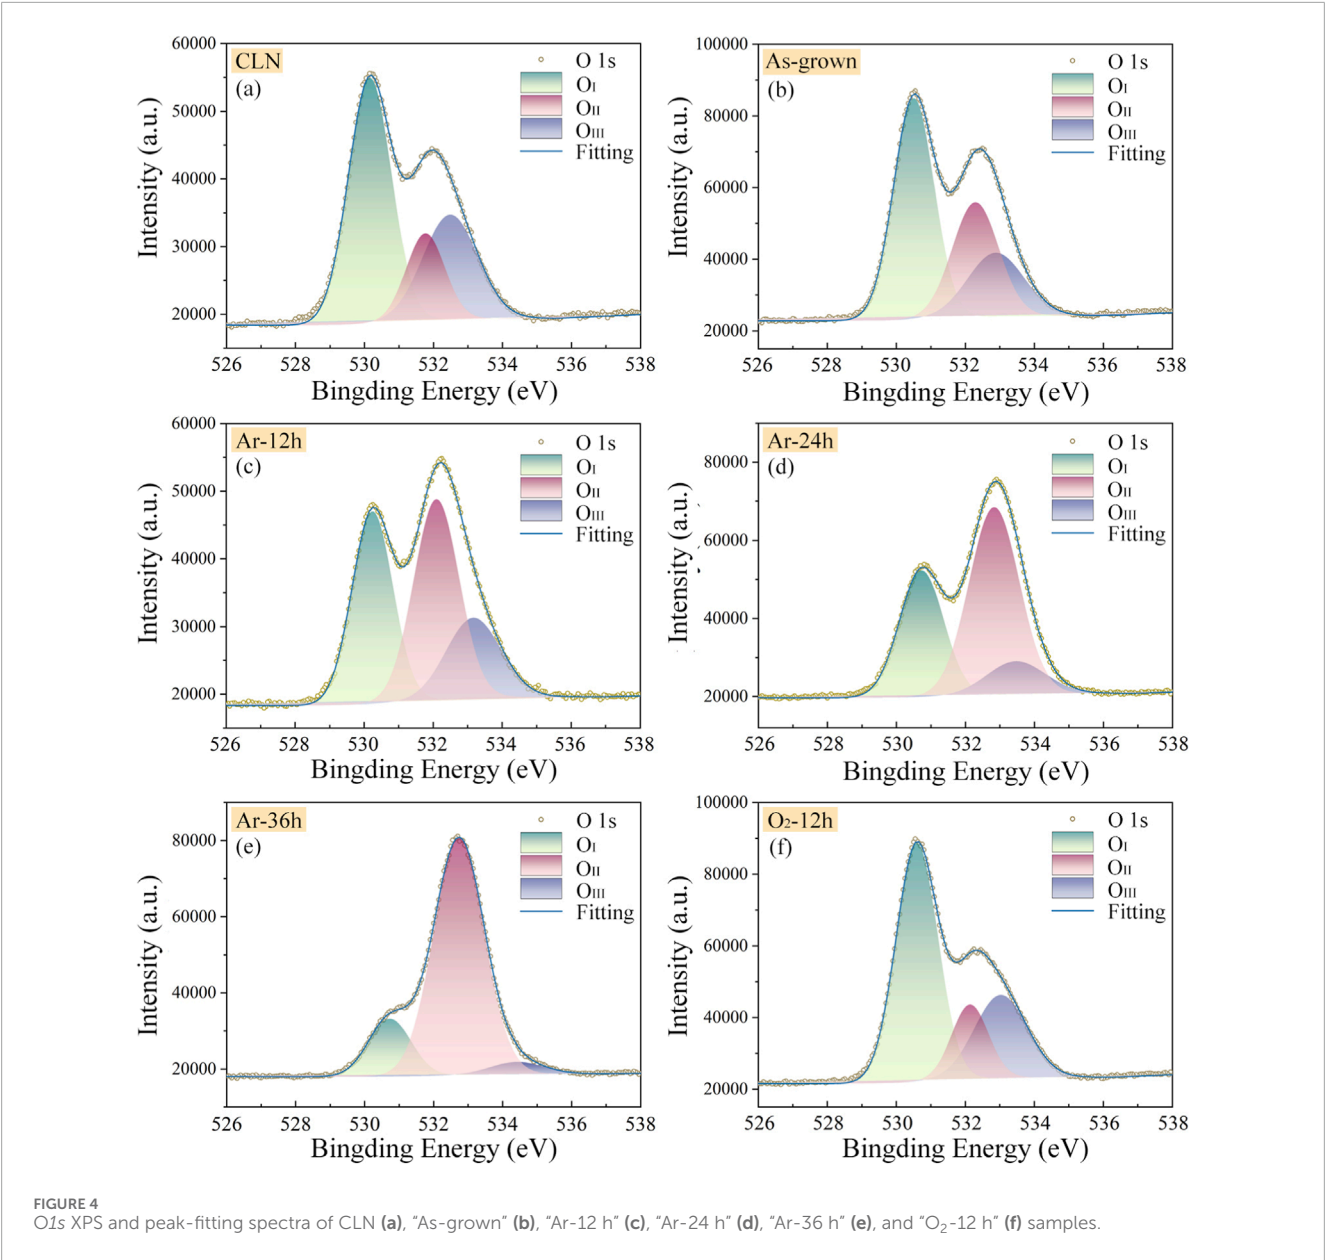 CLN
(a)
O 1s
OI
OII
OIII
Fitting
60000
50000
40000
30000
20000
Intensity (a.u.)
526 528 530 532 534 536 538
Bingding Energy (eV)
As-grown
(b)
O 1s
OI
OII
OIII
Fitting
100000
80000
60000
40000
20000
Intensity (a.u.)
526 528 530 532 534 536 538
Bingding Energy (eV)
Ar-12h
(c)
O 1s
OI
OII
OIII
Fitting
60000
50000
40000
30000
20000
Intensity (a.u.)
526 528 530 532 534 536 538
Bingding Energy (eV)
Ar-24h
(d)
O 1s
OI
OII
OIII
Fitting
80000
60000
40000
20000
Intensity (a.u.)
526 528 530 532 534 536 538
Bingding Energy (eV)
Ar-36h
(e)
O 1s
OI
OII
OIII
Fitting
80000
60000
40000
20000
Intensity (a.u.)
526 528 530 532 534 536 538
Bingding Energy (eV)
O2-12h
(f)
O 1s
OI
OII
OIII
Fitting
100000
80000
60000
40000
20000
Intensity (a.u.)
526 528 530 532 534 536 538
Bingding Energy (eV)
FIGURE 4
O1s XPS and peak-fitting spectra of CLN (a), “As-grown” (b), “Ar-12 h” (c), “Ar-24 h” (d), “Ar-36 h” (e), and “O₂-12 h” (f) samples.